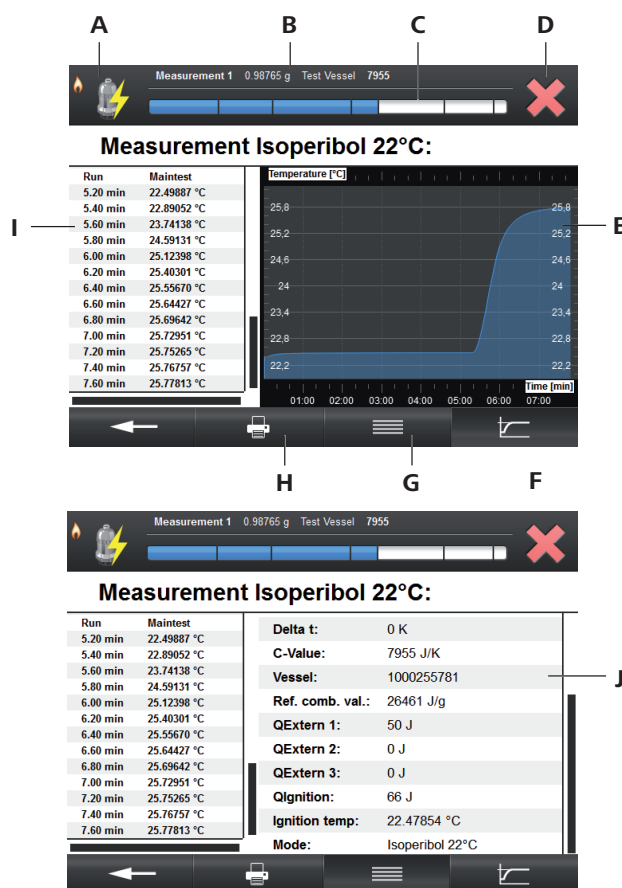 A B C D
Measurement 1 0.98765 g Test Vessel 7955
Measurement Isoperibol 22°C:
Run Maintest
5.20 min 22.49887 °C
5.40 min 22.89052 °C
5.60 min 23.74138 °C
5.80 min 24.59131 °C
6.00 min 25.12398 °C
6.20 min 25.40301 °C
6.40 min 25.55670 °C
6.60 min 25.64427 °C
6.80 min 25.69642 °C
7.00 min 25.72951 °C
7.20 min 25.75265 °C
7.40 min 25.76757 °C
7.60 min 25.77813 °C
I
Temperature [°C]
25,8 25,8
25,2 25,2
24,6 24,6
24 24
23,4 23,4
22,8 22,8
22,2 22,2
E
Time [min]
01:00 02:00 03:00 04:00 05:00 06:00 07:00
H G F
Measurement 1 0.98765 g Test Vessel 7955
Measurement Isoperibol 22°C:
Run Maintest
5.20 min 22.49887 °C
5.40 min 22.89052 °C
5.60 min 23.74138 °C
5.80 min 24.59131 °C
6.00 min 25.12398 °C
6.20 min 25.40301 °C
6.40 min 25.55670 °C
6.60 min 25.64427 °C
6.80 min 25.69642 °C
7.00 min 25.72951 °C
7.20 min 25.75265 °C
7.40 min 25.76757 °C
7.60 min 25.77813 °C
Delta t: 0 K
C-Value: 7955 J/K
Vessel: 1000255781
Ref. comb. val.: 26461 J/g
QExtern 1: 50 J
QExtern 2: 0 J
QExtern 3: 0 J
QIgnition: 66 J
Ignition temp: 22.47854 °C
Mode: Isoperibol 22°C
J